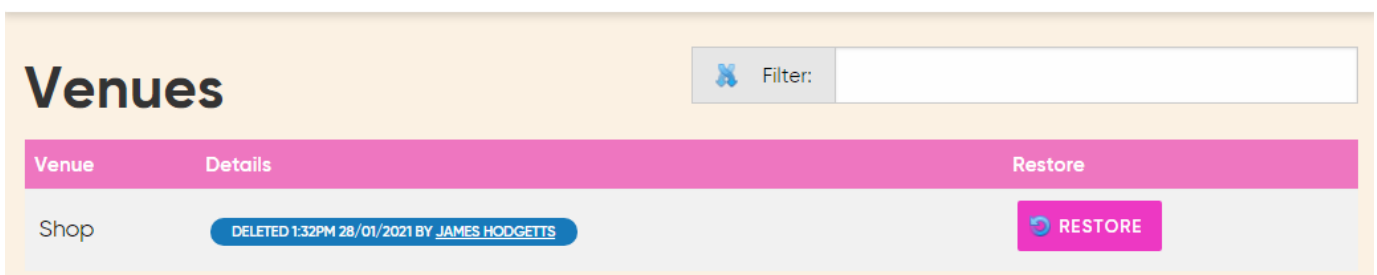 Venues
Filter:
Venue Details Restore
Shop DELETED 1:32PM 28/01/2021 BY JAMES HODGETTS RESTORE